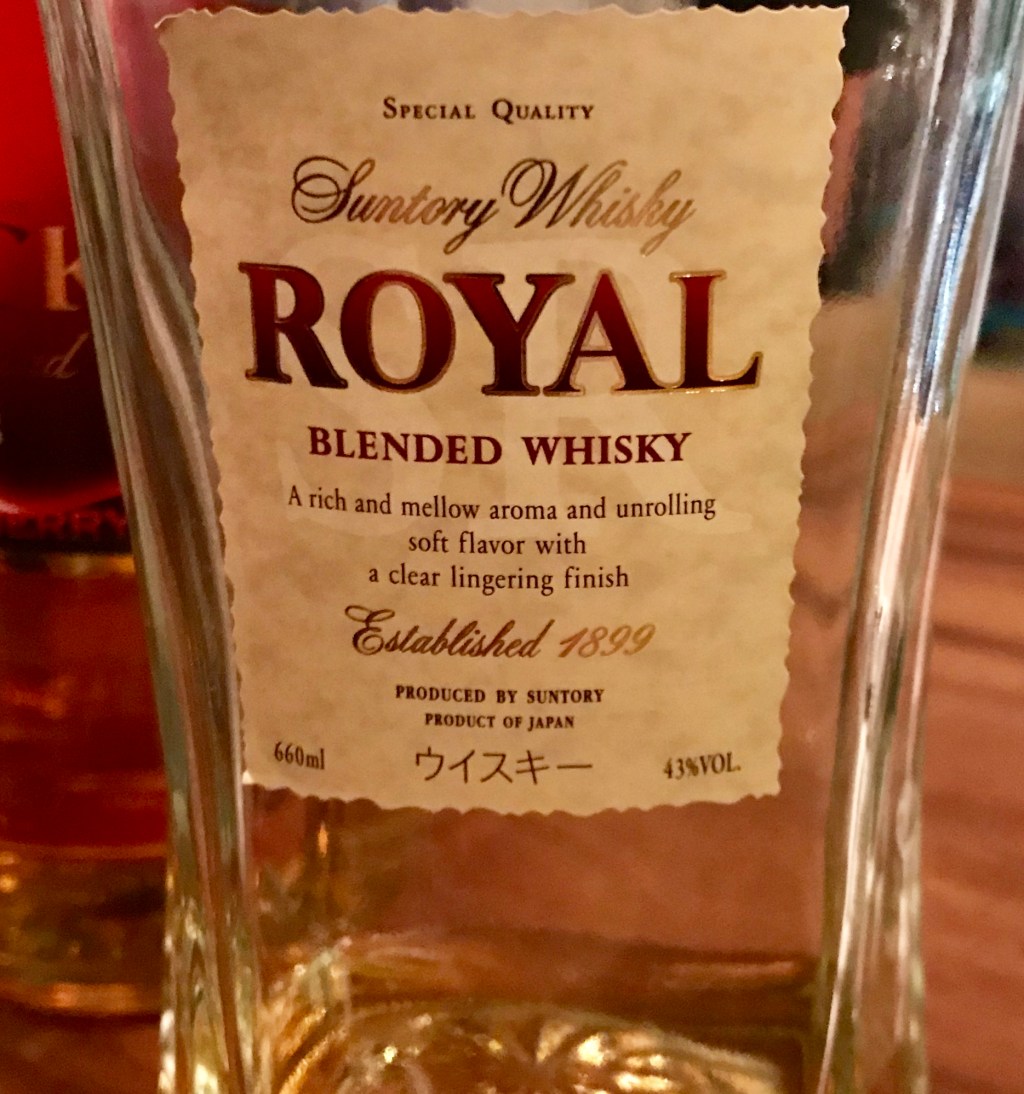 Special Quality
Suntory Whisky
ROYAL
BLENDED WHISKY
A rich and mellow aroma and unrolling
soft flavor with
a clear lingering finish
Established 1899
PRODUCED BY SUNTORY
PRODUCT OF JAPAN
660ml ウイスキー 43%VOL.